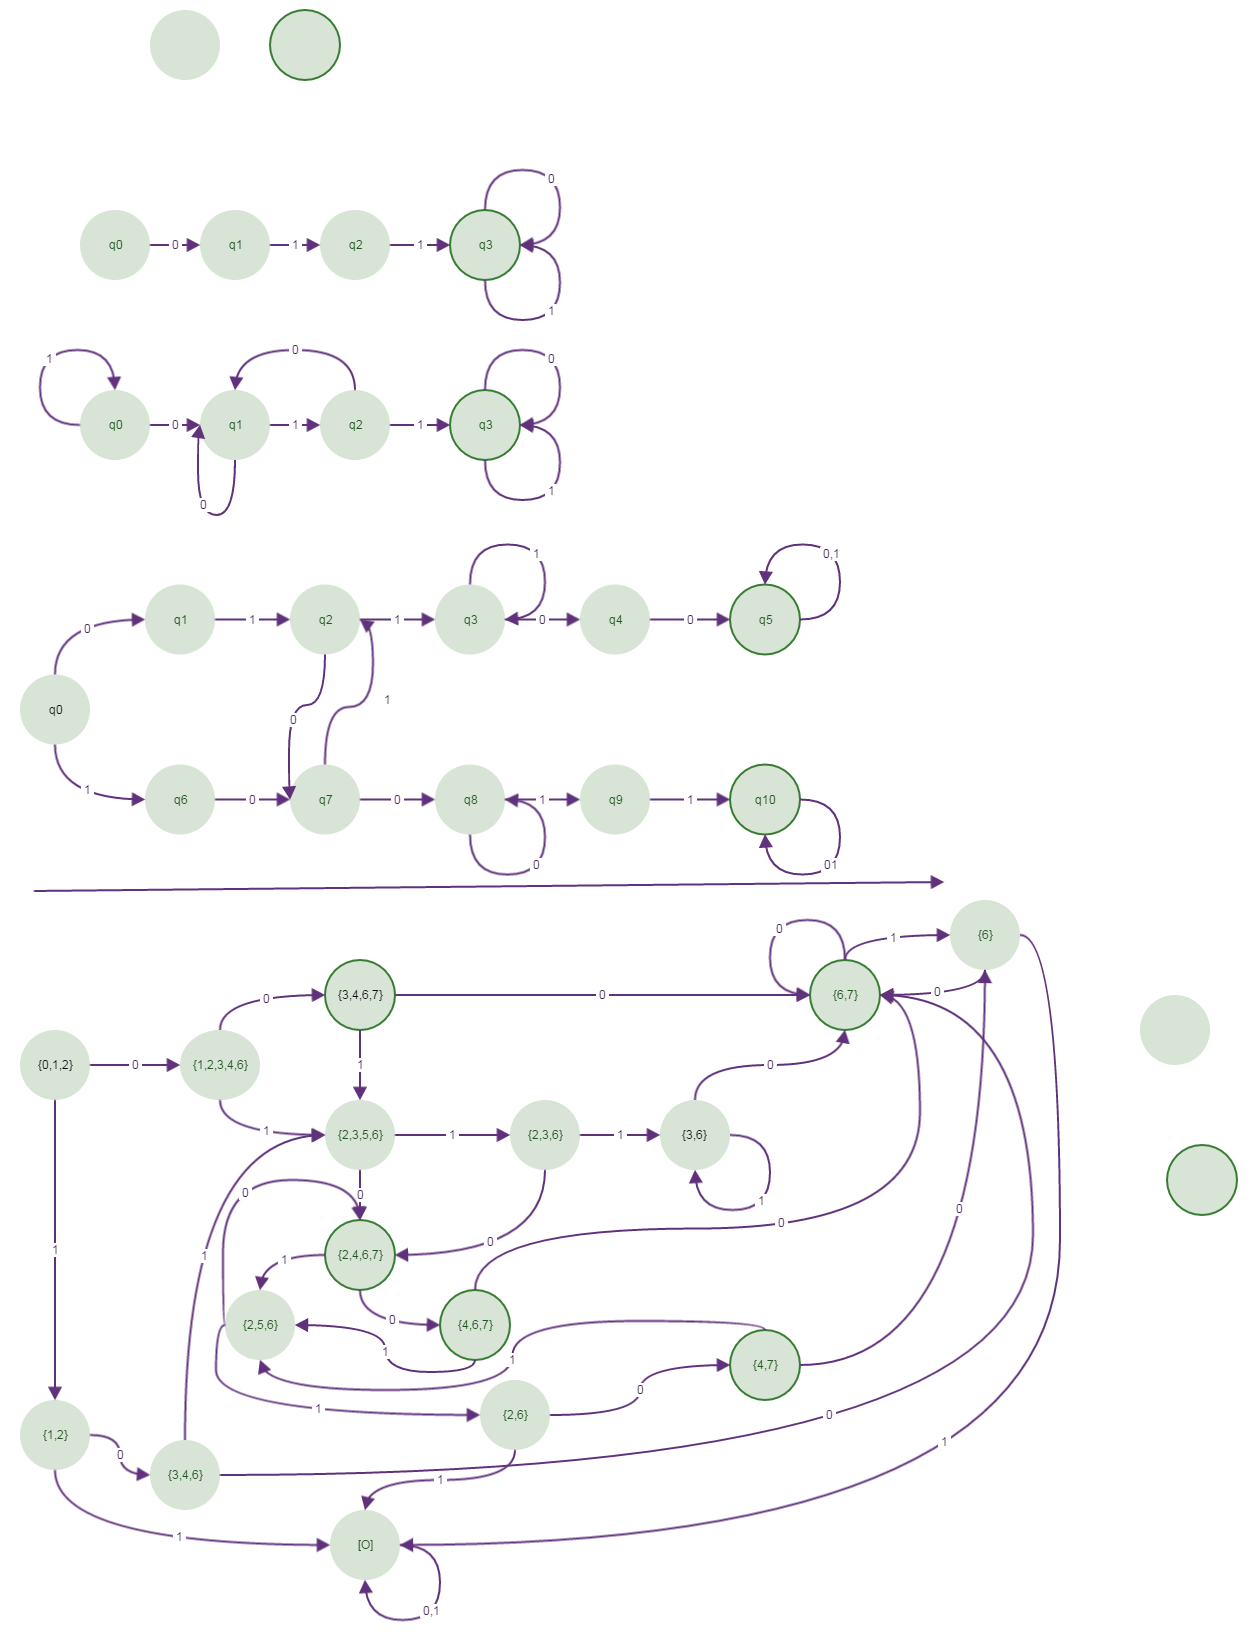 0
q0 0 q1 1 q2 1 q3
1
1 0 0
q0 0 q1 1 q2 1 q3
0 1
1 0,1
q1 1 q2 1 q3 0 q4 0 q5
0
q0
0 1
1
q6 0 q7 0 q8 1 q9 1 q10
0 01
0 1 {6}
0 {3,4,6,7} 0 {6,7} 0
{0,1,2} 0 {1,2,3,4,6} 1 0
1 {2,3,5,6} 1 {2,3,6} 1 {3,6}
0 0 1
0 0
1 1 1 {2,4,6,7} 0
{2,5,6} 0 {4,6,7}
1 1 {4,7}
1 {2,6} 0 0
{1,2} 0 1
{3,4,6} 1
1 [O]
0,1